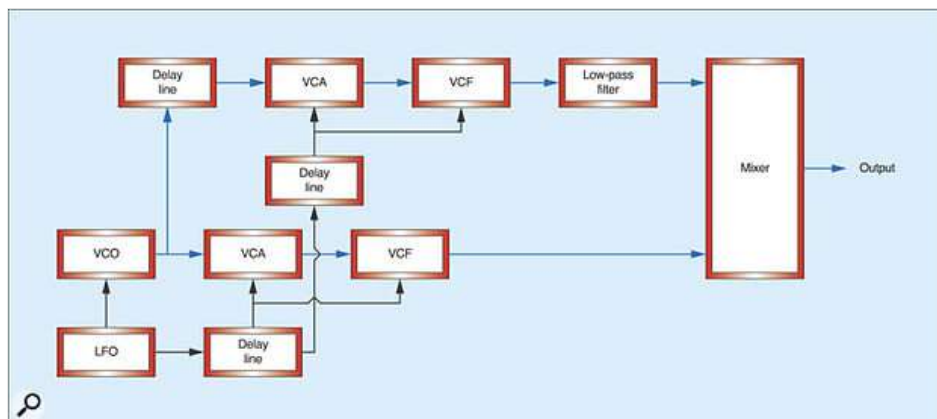 Delay
line
VCA
VCF
Low-pass
filter
Mixer
Output
Delay
line
VCO
VCA
VCF
LFO
Delay
line